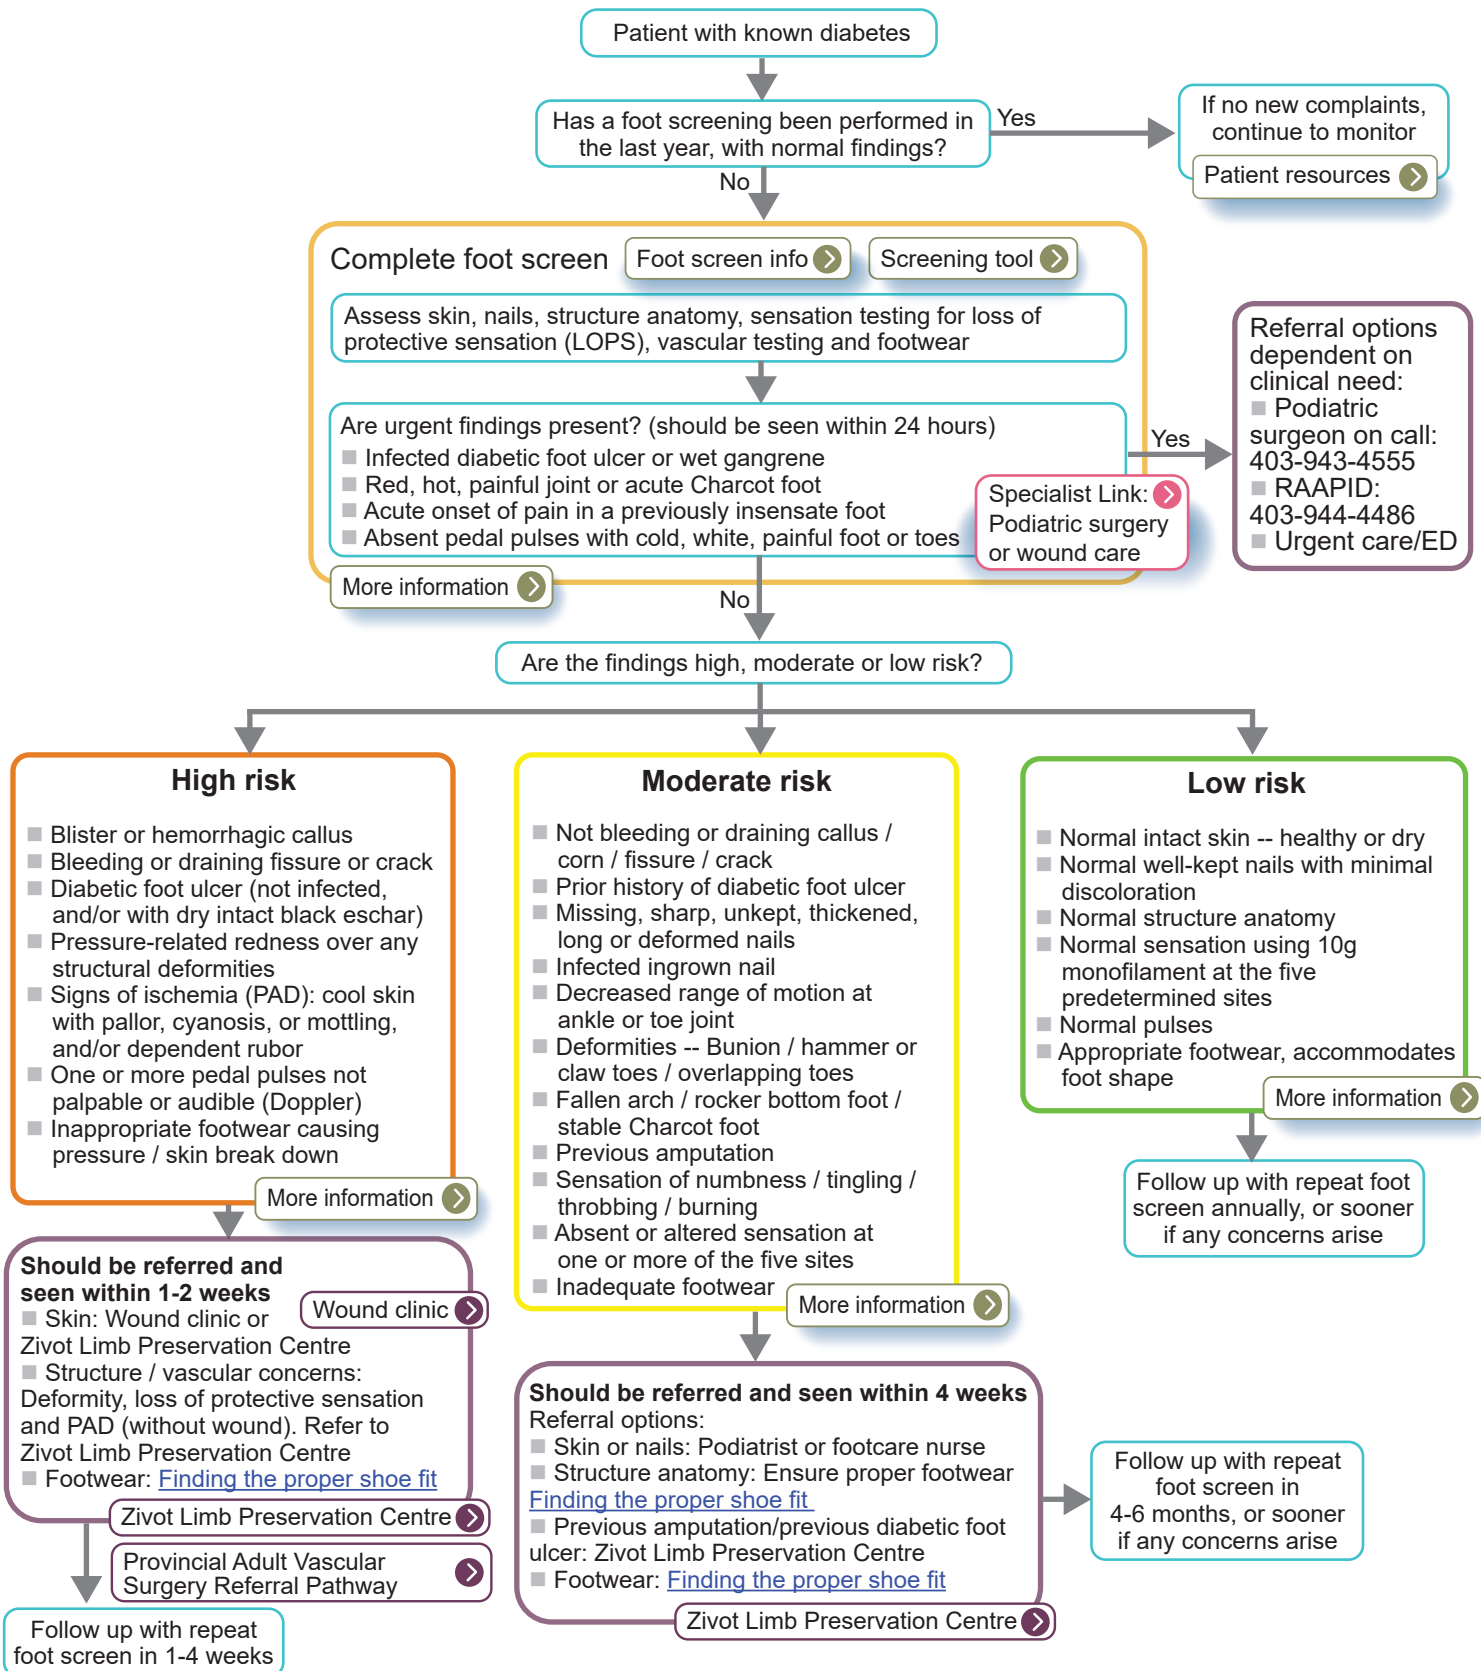 Patient with known diabetes
Has a foot screening been performed in
the last year, with normal findings?
Yes
If no new complaints,
continue to monitor
Patient resources
No
Complete foot screen
Foot screen info
Screening tool
Assess skin, nails, structure anatomy, sensation testing for loss of
protective sensation (LOPS), vascular testing and footwear
Are urgent findings present? (should be seen within 24 hours)
Infected diabetic foot ulcer or wet gangrene
Red, hot, painful joint or acute Charcot foot
Acute onset of pain in a previously insensate foot
Absent pedal pulses with cold, white, painful foot or toes
Specialist Link:
Podiatric surgery
or wound care
More information
Yes
Referral options
dependent on
clinical need:
Podiatric
surgeon on call:
403-943-4555
RAAPID:
403-944-4486
Urgent care/ED
No
Are the findings high, moderate or low risk?
High risk
Blister or hemorrhagic callus
Bleeding or draining fissure or crack
Diabetic foot ulcer (not infected,
and/or with dry intact black eschar)
Pressure-related redness over any
structural deformities
Signs of ischemia (PAD): cool skin
with pallor, cyanosis, or mottling,
and/or dependent rubor
One or more pedal pulses not
palpable or audible (Doppler)
Inappropriate footwear causing
pressure / skin break down
More information
Should be referred and
seen within 1-2 weeks
Wound clinic
Skin: Wound clinic or
Zivot Limb Preservation Centre
Structure / vascular concerns:
Deformity, loss of protective sensation
and PAD (without wound). Refer to
Zivot Limb Preservation Centre
Footwear: Finding the proper shoe fit
Zivot Limb Preservation Centre
Provincial Adult Vascular
Surgery Referral Pathway
Follow up with repeat
foot screen in 1-4 weeks
Moderate risk
Not bleeding or draining callus /
corn / fissure / crack
Prior history of diabetic foot ulcer
Missing, sharp, unkept, thickened,
long or deformed nails
Infected ingrown nail
Decreased range of motion at
ankle or toe joint
Deformities -- Bunion / hammer or
claw toes / overlapping toes
Fallen arch / rocker bottom foot /
stable Charcot foot
Previous amputation
Sensation of numbness / tingling /
throbbing / burning
Absent or altered sensation at
one or more of the five sites
Inadequate footwear
More information
Should be referred and seen within 4 weeks
Referral options:
Skin or nails: Podiatrist or footcare nurse
Structure anatomy: Ensure proper footwear
Finding the proper shoe fit
Previous amputation/previous diabetic foot
ulcer: Zivot Limb Preservation Centre
Footwear: Finding the proper shoe fit
Zivot Limb Preservation Centre
Follow up with repeat
foot screen in
4-6 months, or sooner
if any concerns arise
Low risk
Normal intact skin -- healthy or dry
Normal well-kept nails with minimal
discoloration
Normal structure anatomy
Normal sensation using 10g
monofilament at the five
predetermined sites
Normal pulses
Appropriate footwear, accommodates
foot shape
More information
Follow up with repeat foot
screen annually, or sooner
if any concerns arise